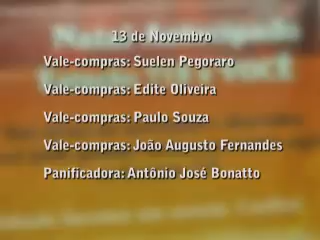 13 de Novembro
Vale-compras: Suelen Pegoraro
Vale-compras: Edite Oliveira
Vale-compras: Paulo Souza
Vale-compras: João Augusto Fernandes
Panificadora: Antônio José Bonatto